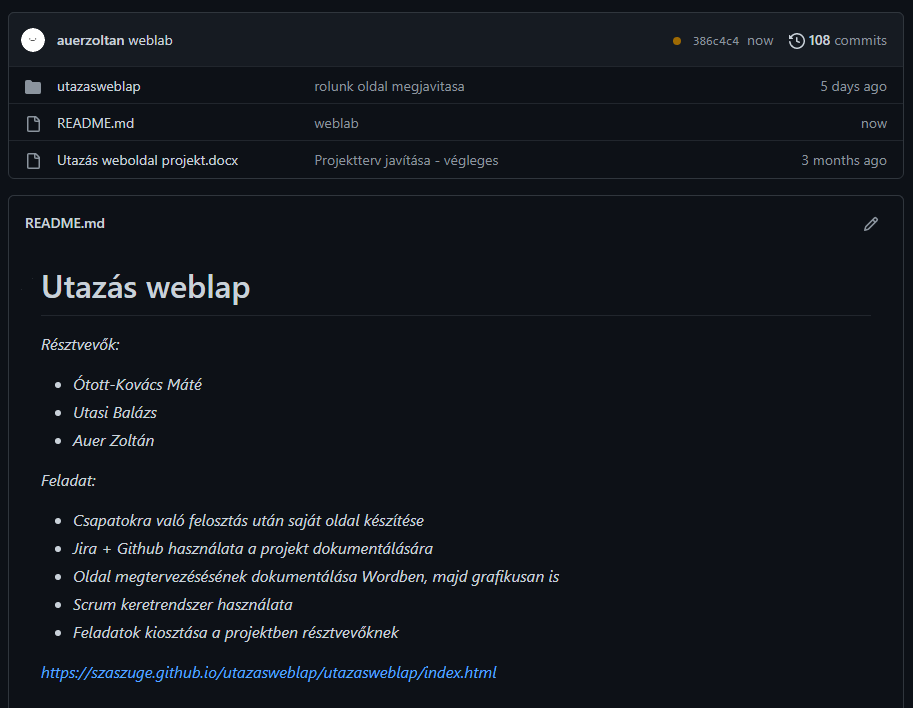 auerzoltan weblab 386c4c4 now 108 commits
utazasweblap rolunk oldal megjavitasa 5 days ago
README.md weblab now
Utazás weboldal projekt.docx Projektterv javítása - végleges 3 months ago
README.md
Utazás weblap
Résztvevők:
Ótott-Kovács Máté
Utasi Balázs
Auer Zoltán
Feladat:
Csapatokra való felosztás után saját oldal készítése
Jira + Github használata a projekt dokumentálására
Oldal megtervezésésének dokumentálása Wordben, majd grafikusan is
Scrum keretrendszer használata
Feladatok kiosztása a projektben résztvevőknek
https://szaszuge.github.io/utazasweblap/utazasweblap/index.html